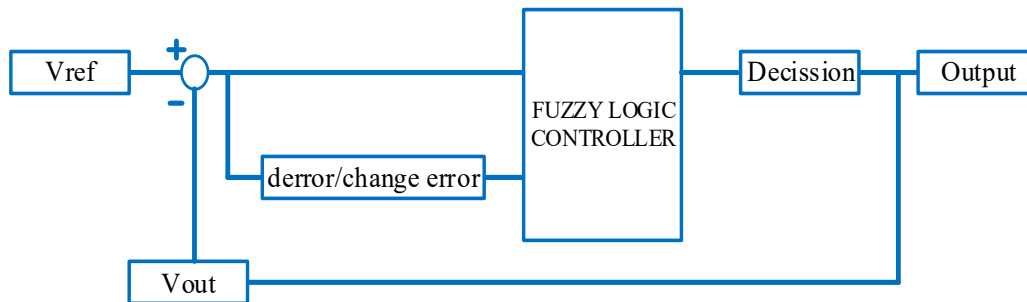 +
Vref
-
derror/change error
FUZZY LOGIC
CONTROLLER
Decission
Output
Vout